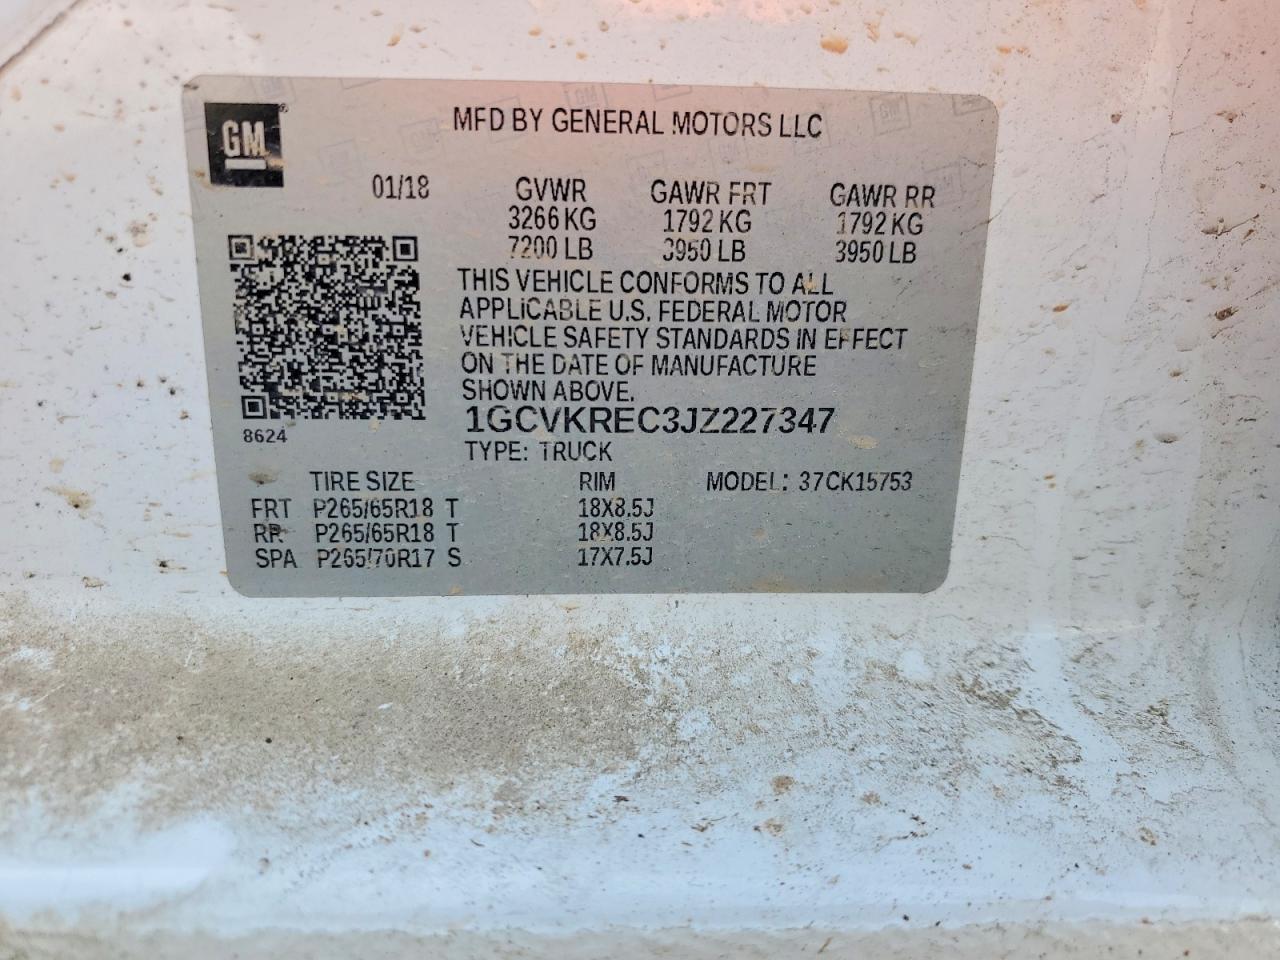 GM
MFD BY GENERAL MOTORS LLC
01/18 GVWR GAWR FRT GAWR RR
3266 KG 1792 KG 1792 KG
7200 LB 3950 LB 3950 LB
THIS VEHICLE CONFORMS TO ALL
APPLICABLE U.S. FEDERAL MOTOR
VEHICLE SAFETY STANDARDS IN EFFECT
ON THE DATE OF MANUFACTURE
SHOWN ABOVE.
1GCVKREC3JZ227347
8624
TYPE: TRUCK
TIRE SIZE RIM MODEL: 37CK15753
FRT P265/65R18 T 18X8.5J
RR P265/65R18 T 18X8.5J
SPA P265/70R17 S 17X7.5J